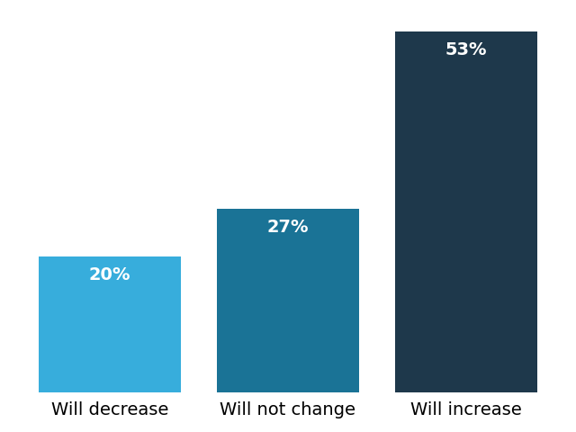 53%
27%
20%
Will decrease
Will not change
Will increase